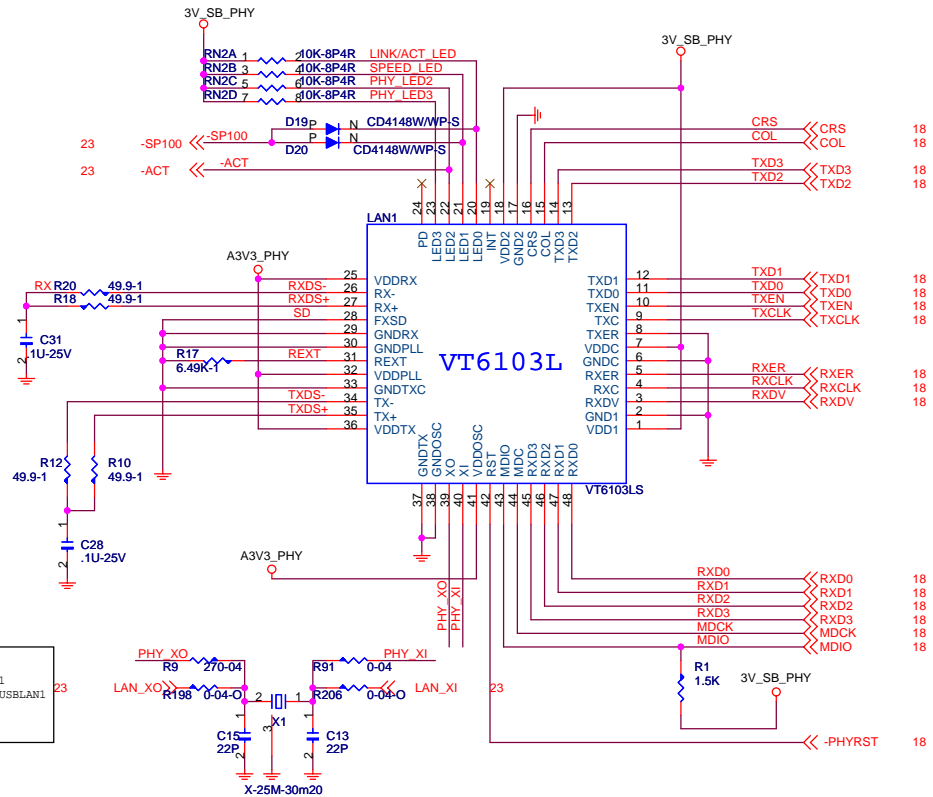 3V_SB_PHY
3V_SB_PHY
RN2A 1 2 10K-8P4R LINK/ACT_LED
RN2B 3 4 10K-8P4R SPEED_LED
RN2C 5 6 10K-8P4R PHY_LED2
RN2D 7 8 10K-8P4R PHY_LED3
D19 P N CD4148W/WP-S
23 -SP100 -SP100
D20 P N CD4148W/WP-S
23 -ACT -ACT
CRS CRS 18
COL COL 18
TXD3 TXD3 18
TXD2 TXD2 18
24 23 22 21 20 19 18 17 16 15 14 13
LAN1
PD LED3 LED2 LED1 LED0 INT VDD2 GND2 CRS COL TXD3 TXD2
A3V3_PHY
25 VDDRX
RX R20 49.9-1 RXDS- 26 RX-
R18 49.9-1 RXDS+ 27 RX+
SD 28 FXSD
29 GNDRX
30 GNDPLL
R17 6.49K-1 REXT 31 REXT
32 VDDPLL
33 GNDTXC
TXDS- 34 TX-
TXDS+ 35 TX+
36 VDDTX
1 C31 .1U-25V 2
VT6103L
TXD1 12 TXD1 TXD1 18
TXD0 11 TXD0 TXD0 18
TXEN 10 TXEN TXEN 18
TXC 9 TXCLK TXCLK 18
TXER 8
VDDC 7
GNDC 6
RXER 5 RXER RXER 18
RXC 4 RXCLK RXCLK 18
RXDV 3 RXDV RXDV 18
GND1 2
VDD1 1
R12 49.9-1
R10 49.9-1
GNDTX GNDOSC XO XI VDDOSC RST MDIO MDC RXD3 RXD2 RXD1 RXD0
VT6103LS
37 38 39 40 41 42 43 44 45 46 47 48
1 C28 .1U-25V 2
A3V3_PHY
PHY_XO
PHY_XI
RXD0 RXD0 18
RXD1 RXD1 18
RXD2 RXD2 18
RXD3 RXD3 18
MDCK MDCK 18
MDIO MDIO 18
R1 1.5K
3V_SB_PHY
-PHYRST 18
1
USBLAN1
23
PHY_XO
R9 270-04
R91 0-04
PHY_XI
LAN_XO
R198 0-04-O
R206 0-04-O
LAN_XI 23
2 1
X1
3
1 C15 22P 2
1 C13 22P 2
X-25M-30m20